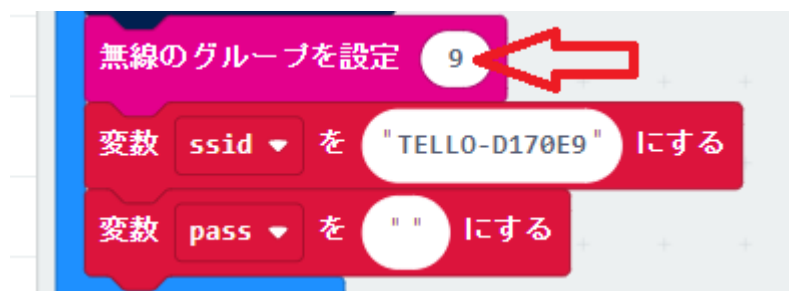 無線のグループを設定 9
変数 ssid を "TELLO-D170E9" にする
変数 pass を " " にする